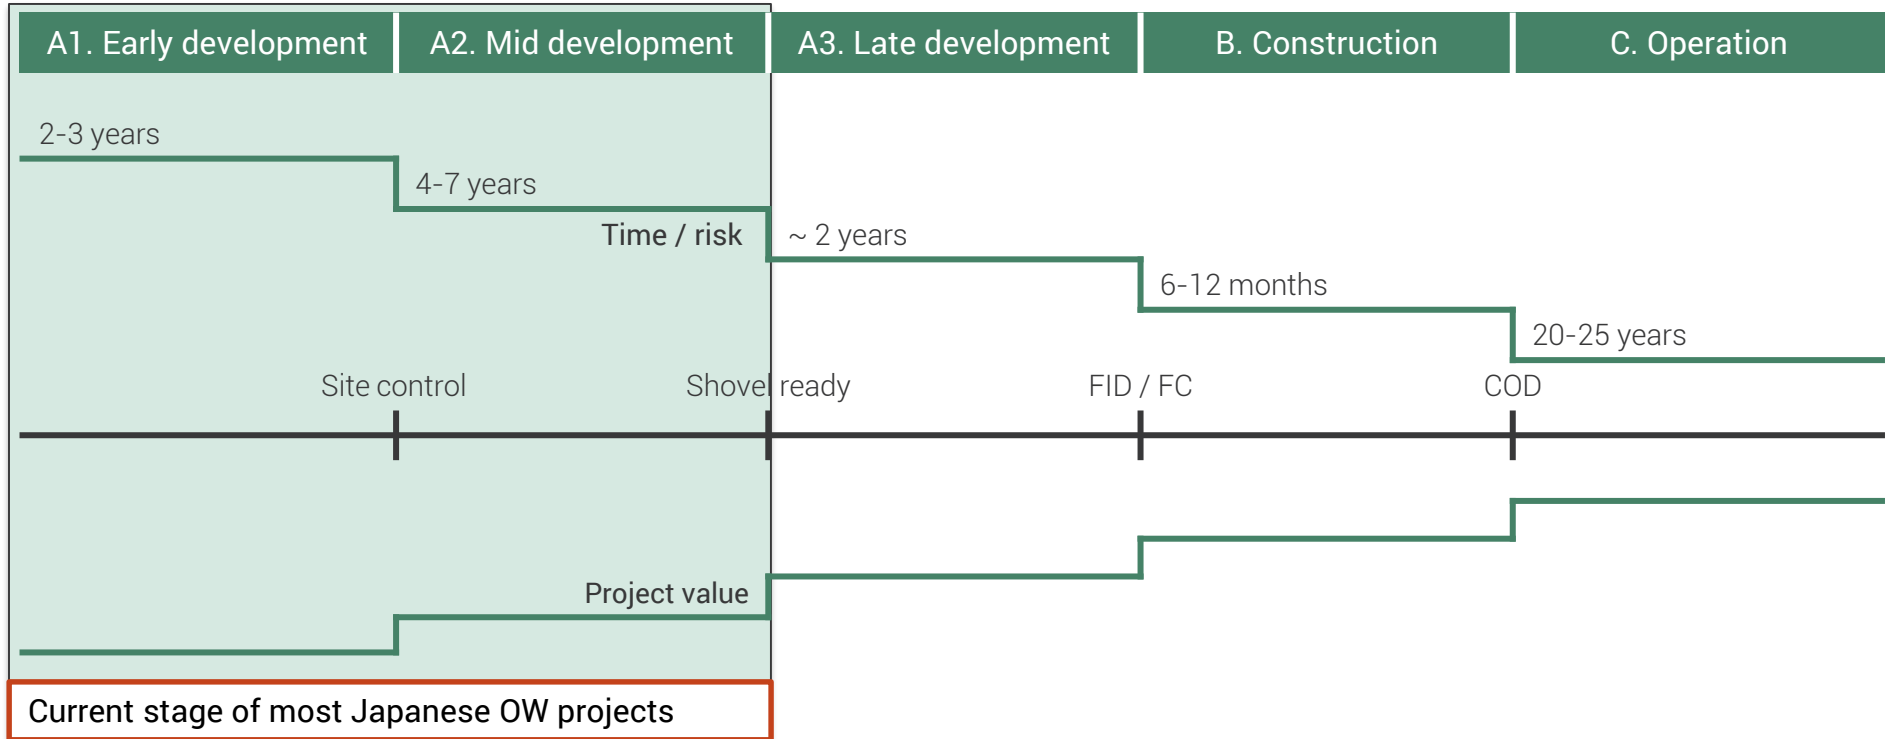 A1. Early development
A2. Mid development
A3. Late development
B. Construction
C. Operation
2-3 years
4-7 years
Time / risk
~ 2 years
6-12 months
20-25 years
Site control
Shovel ready
FID / FC
COD
Project value
Current stage of most Japanese OW projects